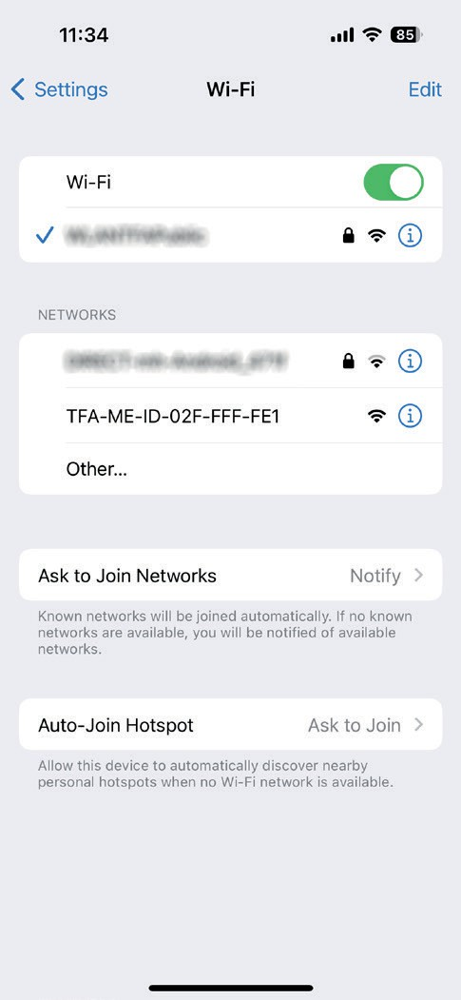 11:34
85
Settings
Wi-Fi
Edit
Wi-Fi
NETWORKS
TFA-ME-ID-02F-FFF-FE1
Other...
Ask to Join Networks
Notify
Known networks will be joined automatically. If no known
networks are available, you will be notified of available
networks.
Auto-Join Hotspot
Ask to Join
Allow this device to automatically discover nearby
personal hotspots when no Wi-Fi network is available.